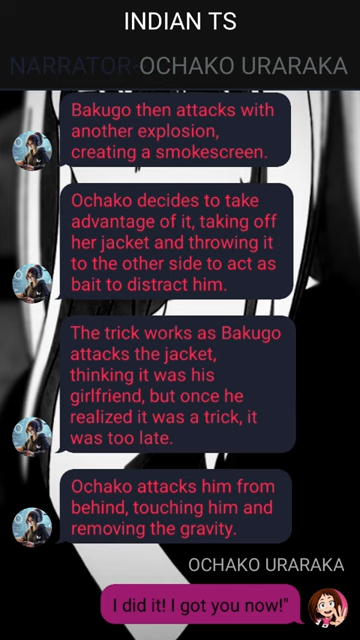 INDIAN TS
NARRATOR-OCHAKO URARAKA
Bakugo then attacks with
another explosion,
creating a smokescreen.
Ochako decides to take
advantage of it, taking off
her jacket and throwing it
to the other side to act as
bait to distract him.
The trick works as Bakugo
attacks the jacket,
thinking it was his
girlfriend, but once he
realized it was a trick, it
was too late.
Ochako attacks him from
behind, touching him and
removing the gravity.
OCHAKO URARAKA
I did it! I got you now!"